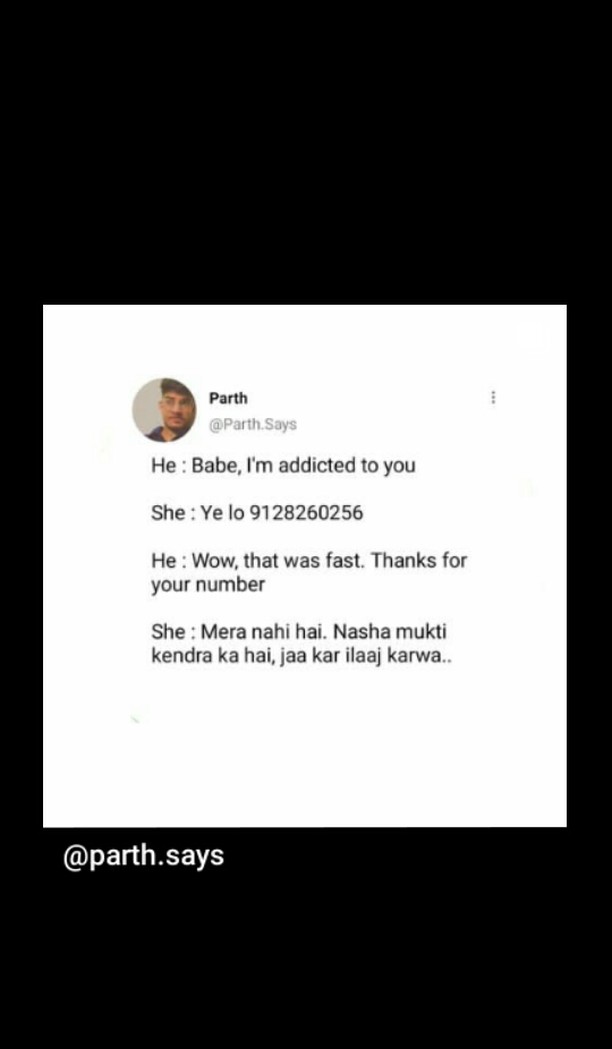 Parth
@Parth.Says
He : Babe, I'm addicted to you
She : Ye lo 9128260256
He : Wow, that was fast. Thanks for
your number
She : Mera nahi hai. Nasha mukti
kendra ka hai, jaa kar ilaaj karwa..
@parth.says